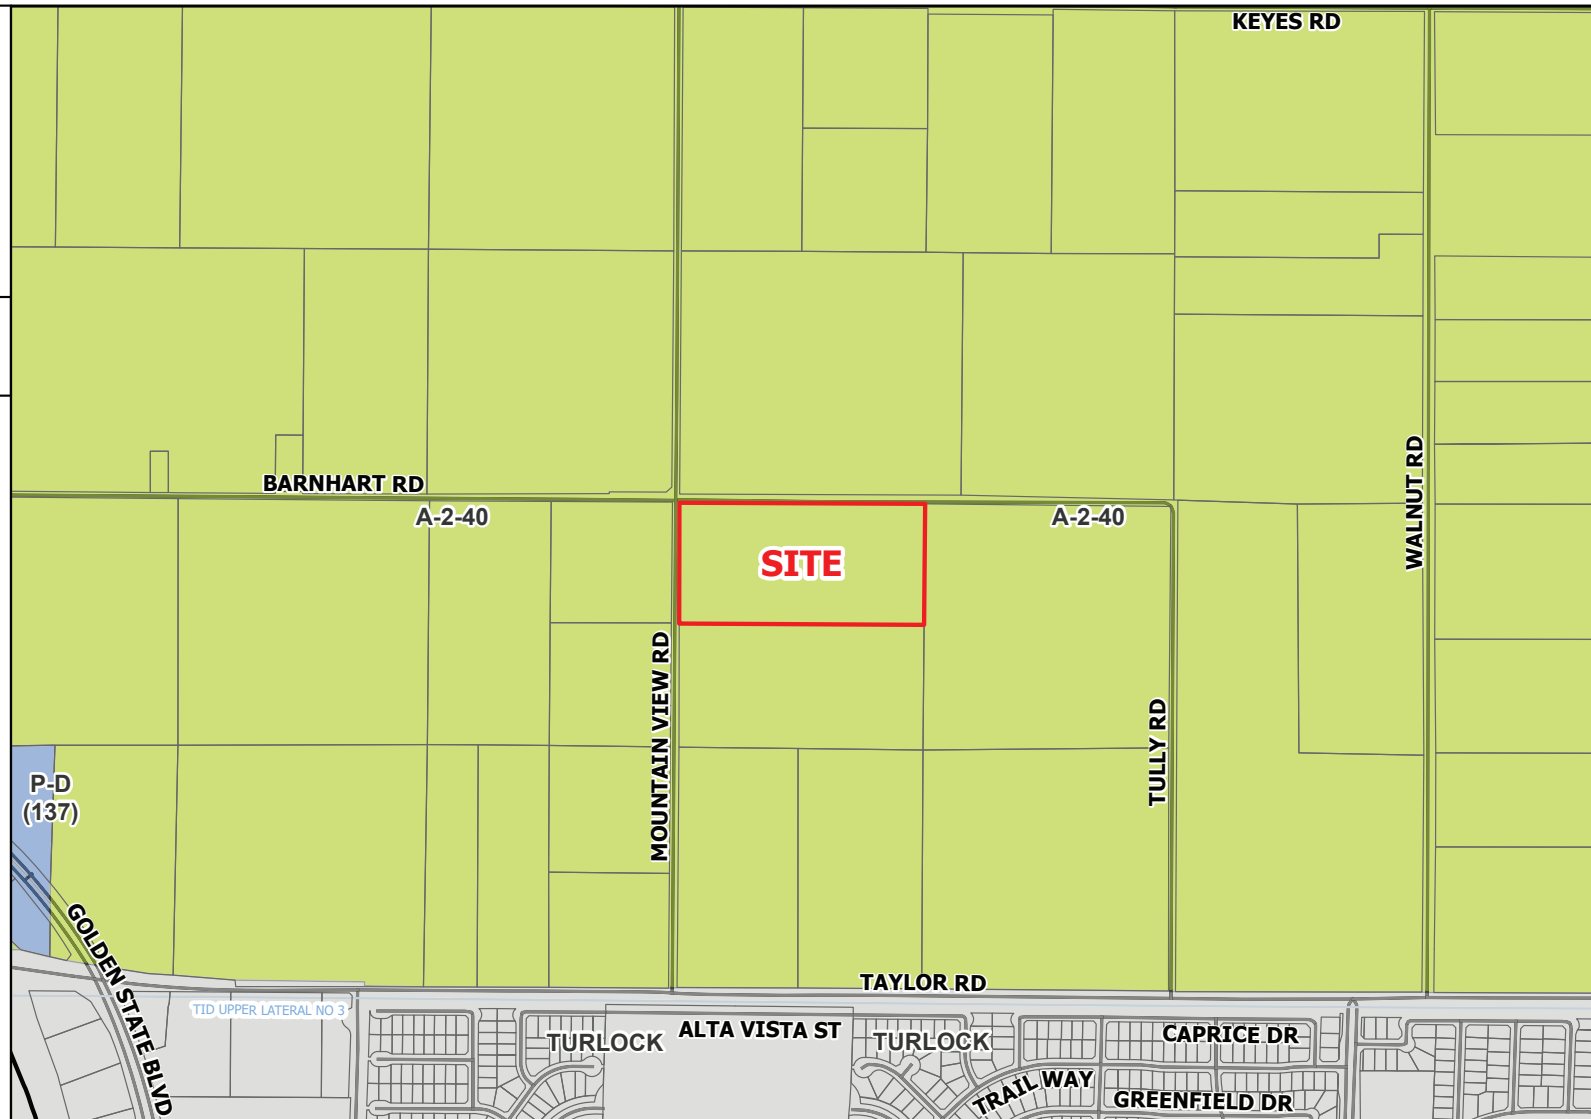 KEYES RD
BARNHART RD
A-2-40
A-2-40
WALNUT RD
SITE
MOUNTAIN VIEW RD
TULLY RD
P-D
(137)
GOLDEN STATE BLVD
TAYLOR RD
TID UPPER LATERAL NO 3
ALTA VISTA ST
TURLOCK
TURLOCK
CAPRICE DR
TRAIL WAY
GREENFIELD DR